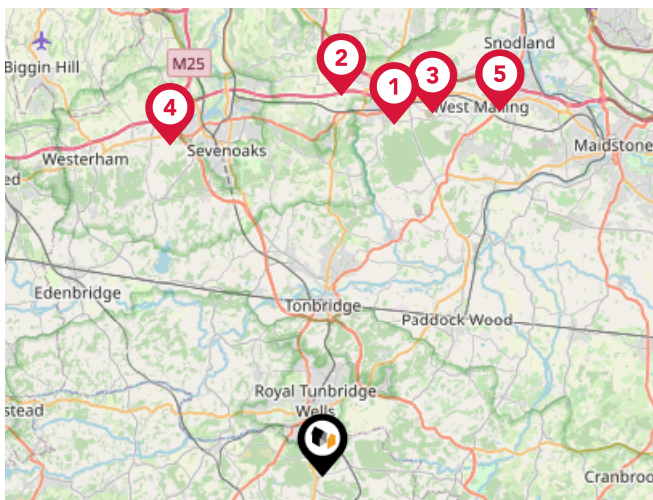 Snodland
2
M25
Biggin Hill
5
3
1
4
West Malling
Maidstone
Sevenoaks
Westerham
ed
Edenbridge
Tonbridge
Paddock Wood
Royal Tunbridge
Wells
stead
Cranbroo